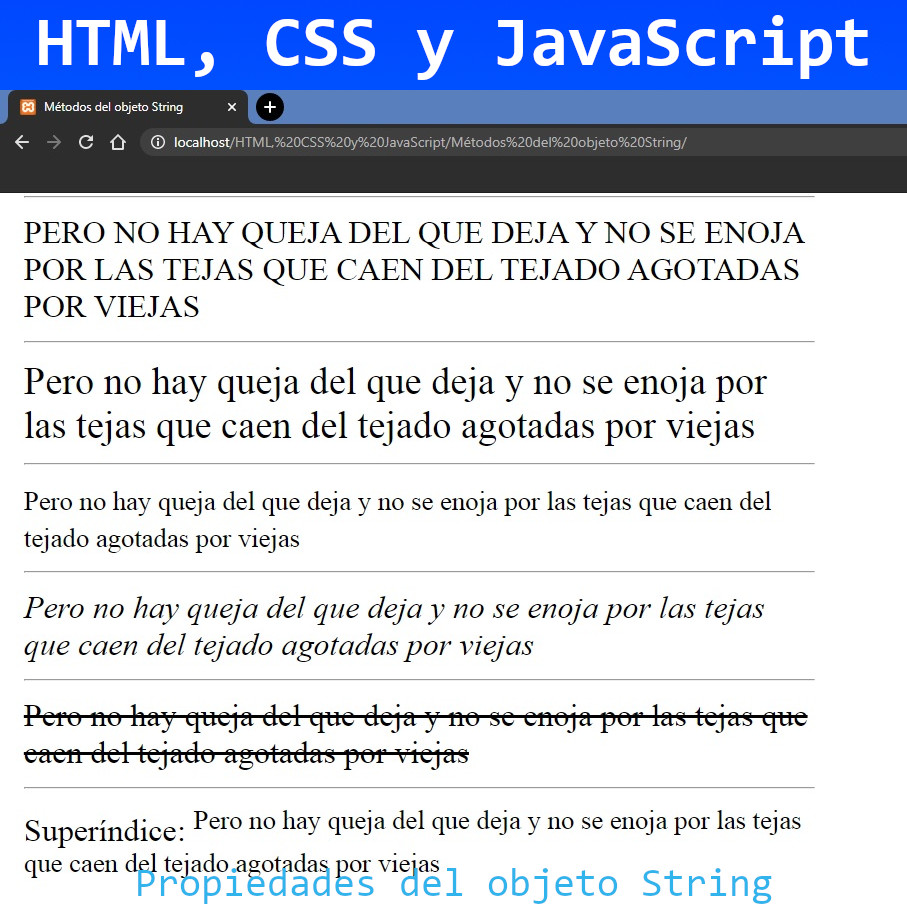 HTML, CSS y JavaScript
Métodos del objeto String
localhost/HTML,%20CSS%20y%20JavaScript/Métodos%20del%20objeto%20String/
PERO NO HAY QUEJA DEL QUE DEJA Y NO SE ENOJA
POR LAS TEJAS QUE CAEN DEL TEJADO AGOTADAS
POR VIEJAS
Pero no hay queja del que deja y no se enoja por
las tejas que caen del tejado agotadas por viejas
Pero no hay queja del que deja y no se enoja por las tejas que caen del
tejado agotadas por viejas
Pero no hay queja del que deja y no se enoja por las tejas
que caen del tejado agotadas por viejas
Pero no hay queja del que deja y no se enoja por las tejas que
caen del tejado agotadas por viejas
Superíndice: Pero no hay queja del que deja y no se enoja por las tejas
que caen del tejado agotadas por viejas
Propiedades del objeto String